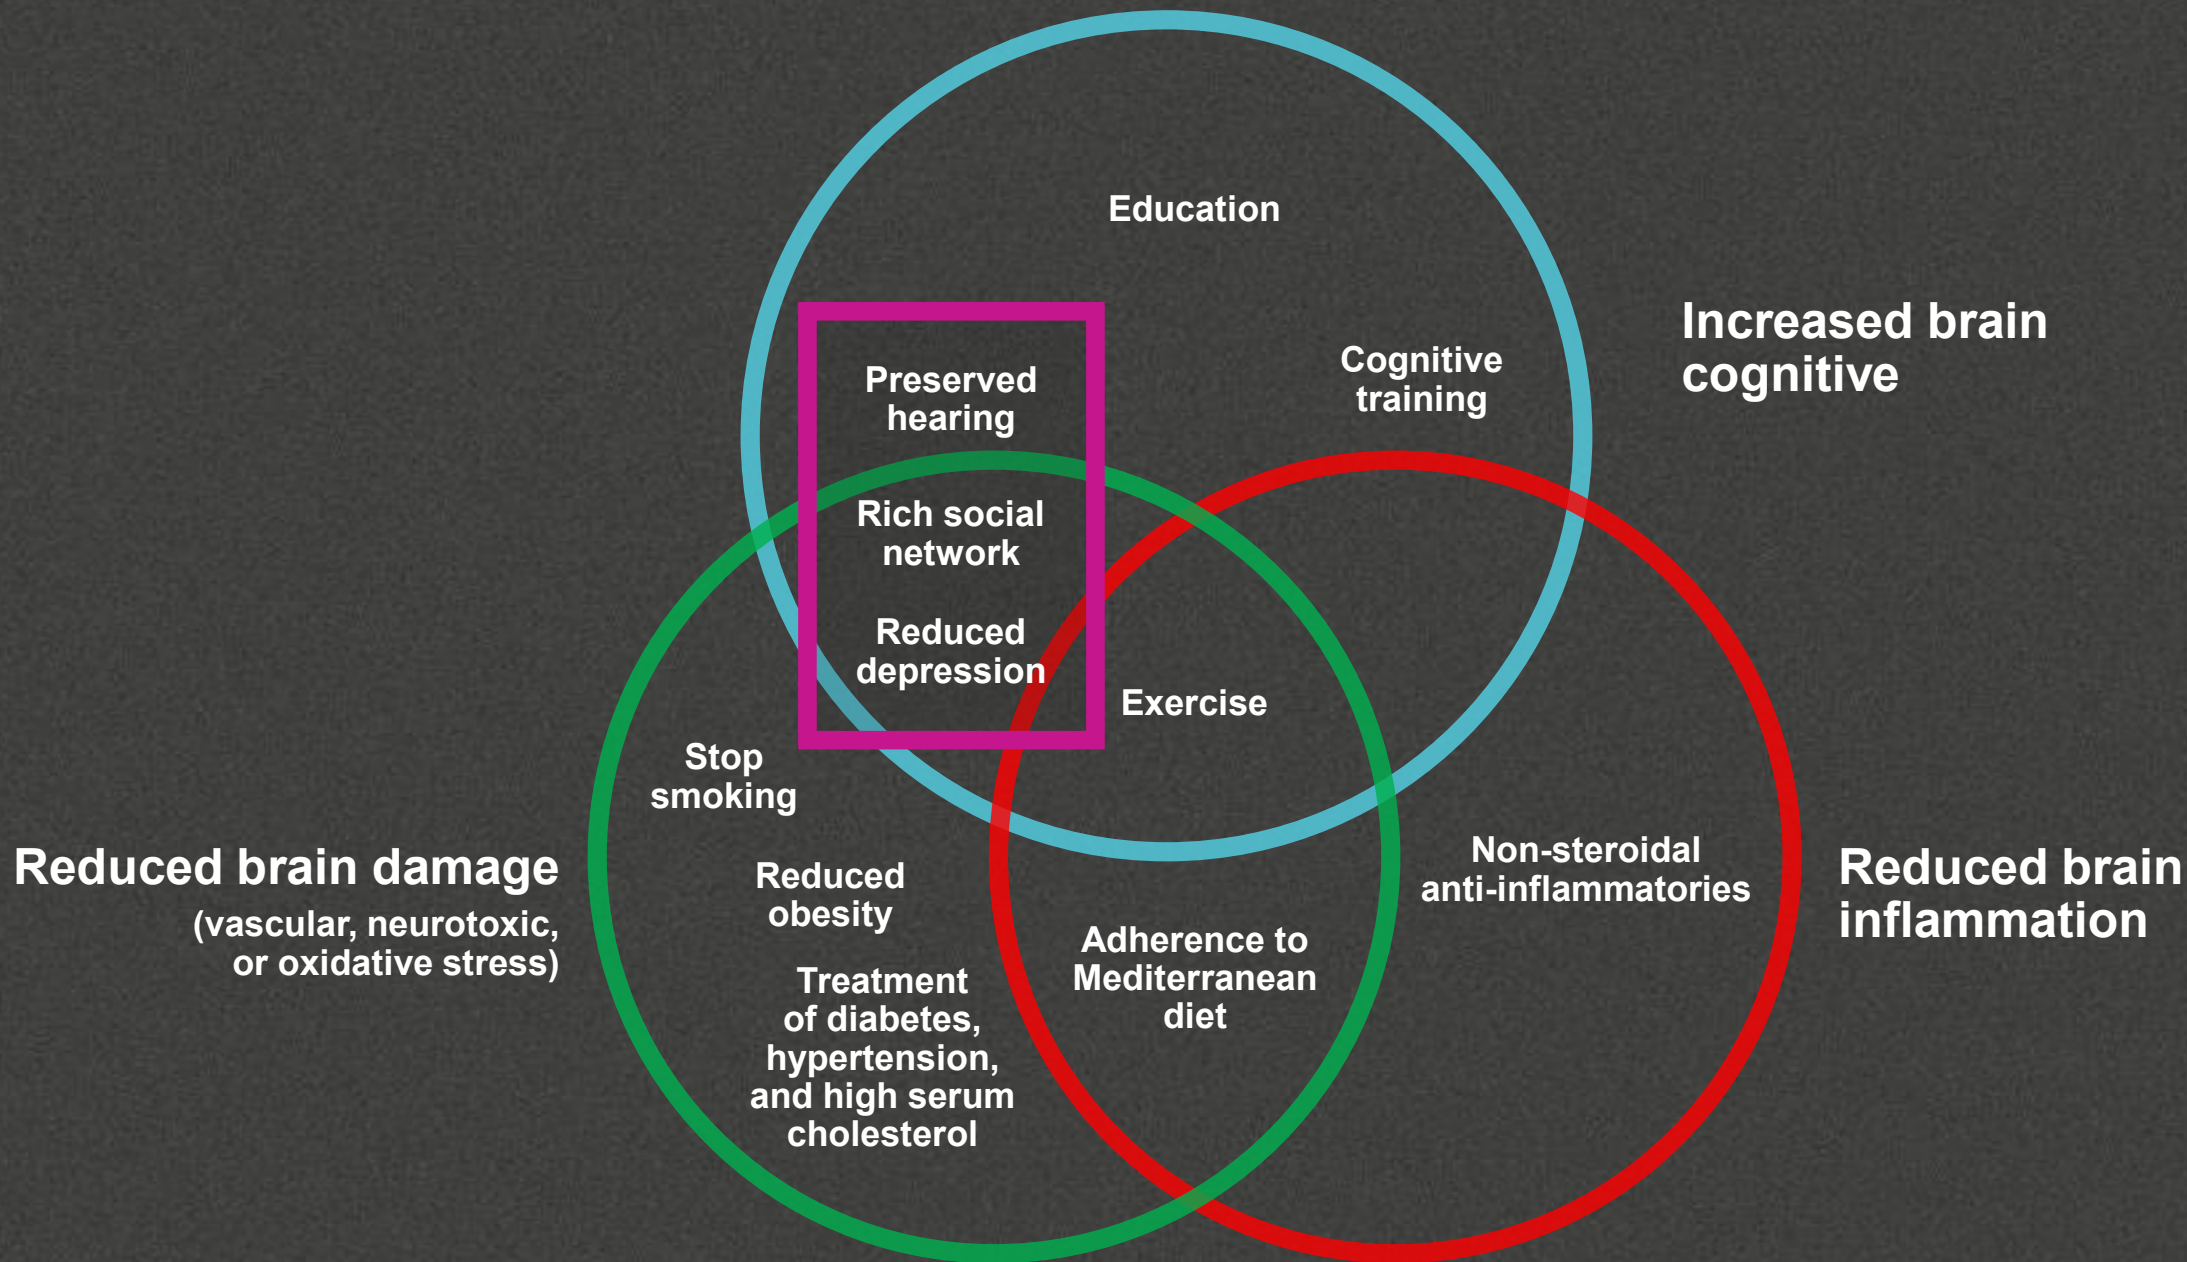 Education
Increased brain
cognitive
Cognitive
training
Preserved
hearing
Rich social
network
Reduced
depression
Exercise
Stop
smoking
Reduced brain damage
(vascular, neurotoxic,
or oxidative stress)
Reduced
obesity
Treatment
of diabetes,
hypertension,
and high serum
cholesterol
Adherence to
Mediterranean
diet
Non-steroidal
anti-inflammatories
Reduced brain
inflammation